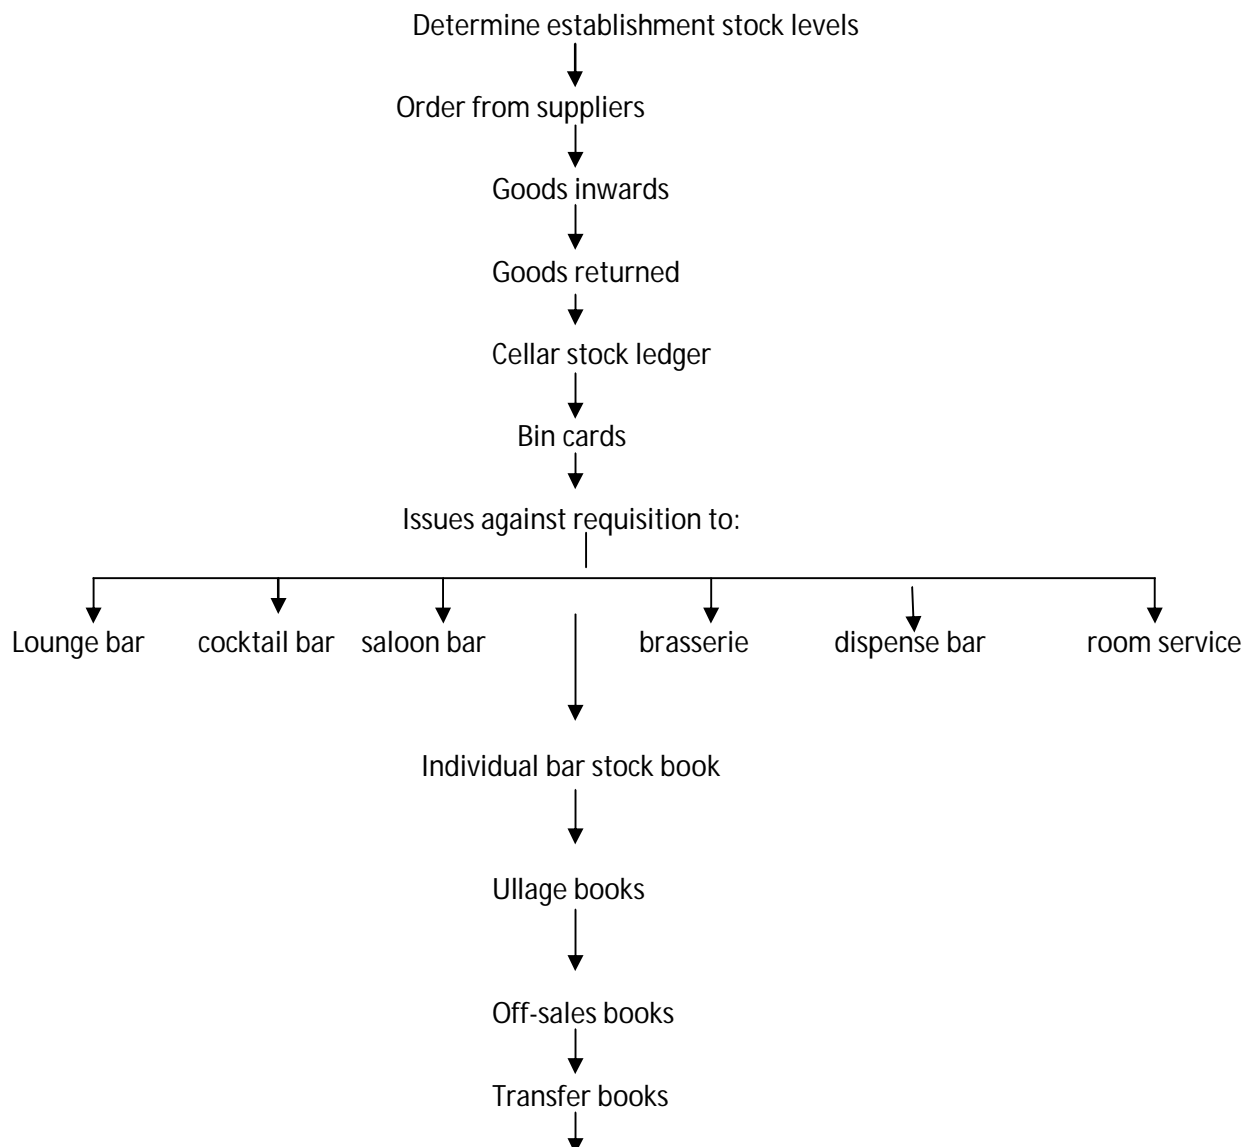 Determine establishment stock levels
Order from suppliers
Goods inwards
Goods returned
Cellar stock ledger
Bin cards
Issues against requisition to:
Lounge bar cocktail bar saloon bar brasserie dispense bar room service
Individual bar stock book
Ullage books
Off-sales books
Transfer books